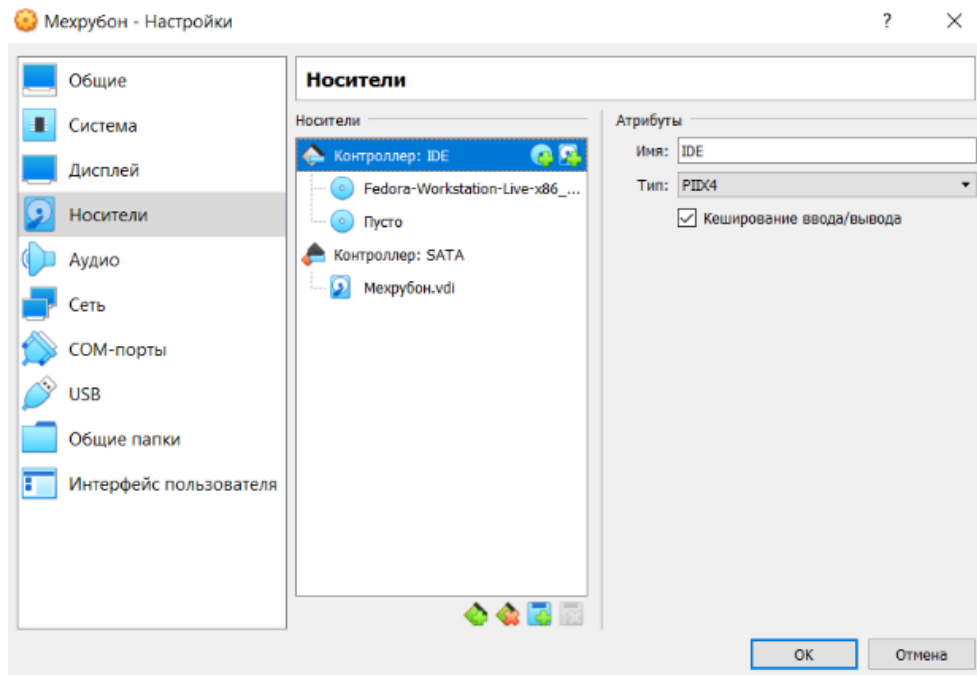 Мехрубон - Настройки
?
Общие
Система
Дисплей
Носители
Аудио
Сеть
COM-порты
USB
Общие папки
Интерфейс пользователя
Носители
Носители
Контроллер: IDE
Fedora-Workstation-Live-x86_...
Пусто
Контроллер: SATA
Мехрубон.vdi
Атрибуты
Имя: IDE
Тип: PIIX4
Кеширование ввода/вывода
OK
Отмена